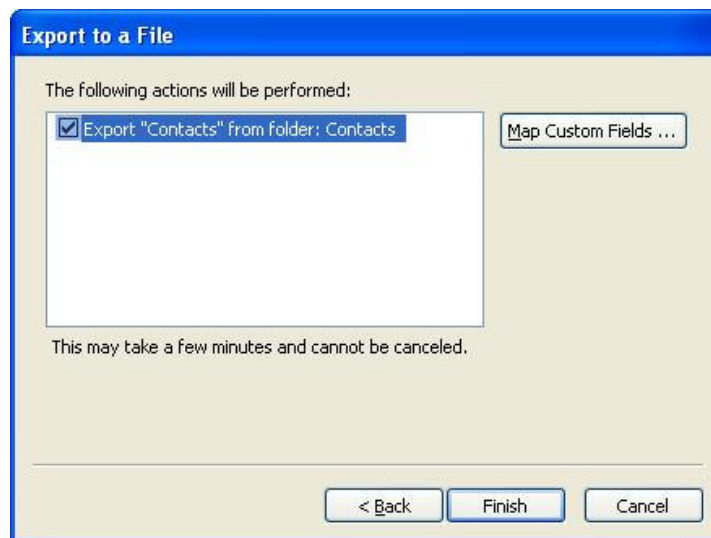 Export to a File
The following actions will be performed:
Export "Contacts" from folder: Contacts
Map Custom Fields ...
This may take a few minutes and cannot be canceled.
< Back
Finish
Cancel